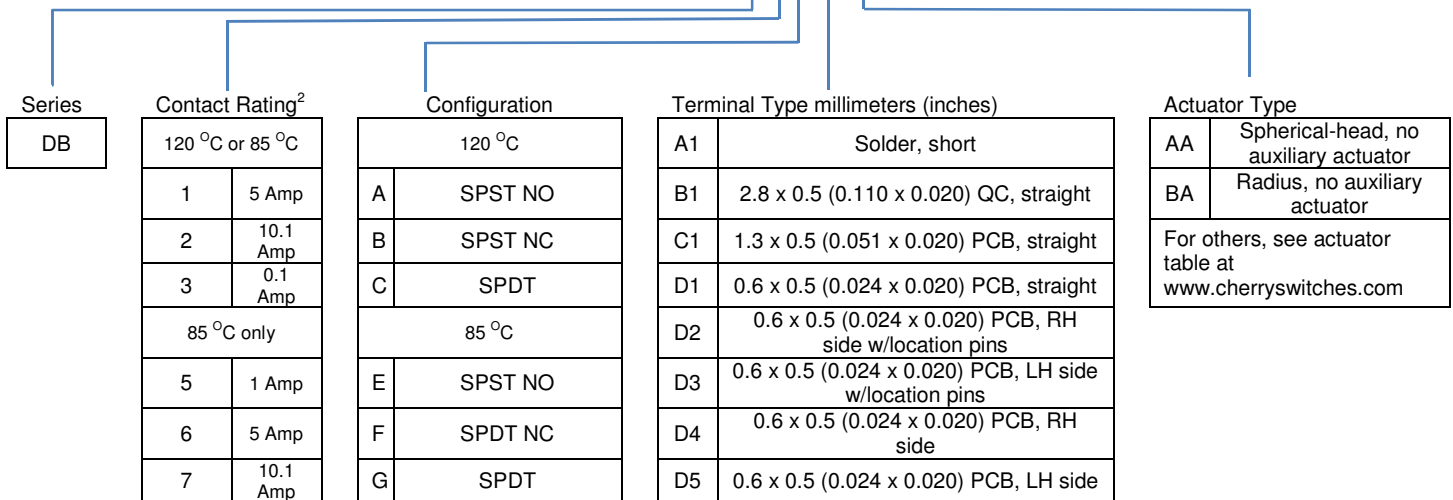 Series
DB
Contact Rating2
120 OC or 85 OC
1 5 Amp
2 10.1
Amp
3 0.1
Amp
85 OC only
5 1 Amp
6 5 Amp
7 10.1
Amp
Configuration
120 OC
A SPST NO
B SPST NC
C SPDT
85 OC
E SPST NO
F SPDT NC
G SPDT
Terminal Type millimeters (inches)
A1 Solder, short
B1 2.8 x 0.5 (0.110 x 0.020) QC, straight
C1 1.3 x 0.5 (0.051 x 0.020) PCB, straight
D1 0.6 x 0.5 (0.024 x 0.020) PCB, straight
D2 0.6 x 0.5 (0.024 x 0.020) PCB, RH
side w/location pins
D3 0.6 x 0.5 (0.024 x 0.020) PCB, LH side
w/location pins
D4 0.6 x 0.5 (0.024 x 0.020) PCB, RH
side
D5 0.6 x 0.5 (0.024 x 0.020) PCB, LH side
Actuator Type
AA Spherical-head, no
auxiliary actuator
BA Radius, no auxiliary
actuator
For others, see actuator
table at
www.cherryswitches.com